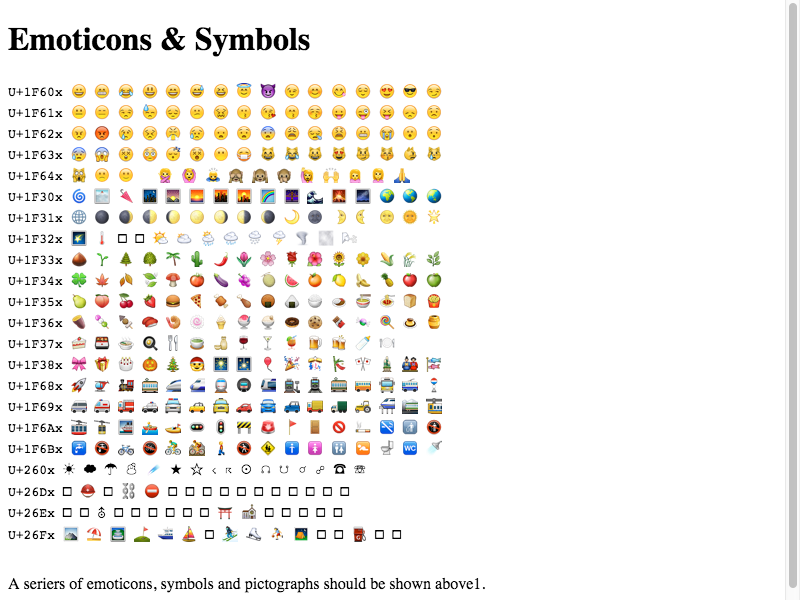 Emoticons & Symbols
U+1F60x
U+1F61x
U+1F62x
U+1F63x
U+1F64x
U+1F30x
U+1F31x
U+1F32x
U+1F33x
U+1F34x
U+1F35x
U+1F36x
U+1F37x
U+1F38x
U+1F68x
U+1F69x
U+1F6Ax
U+1F6Bx
U+260x
U+26Dx
U+26Ex
U+26Fx
A seriers of emoticons, symbols and pictographs should be shown above1.